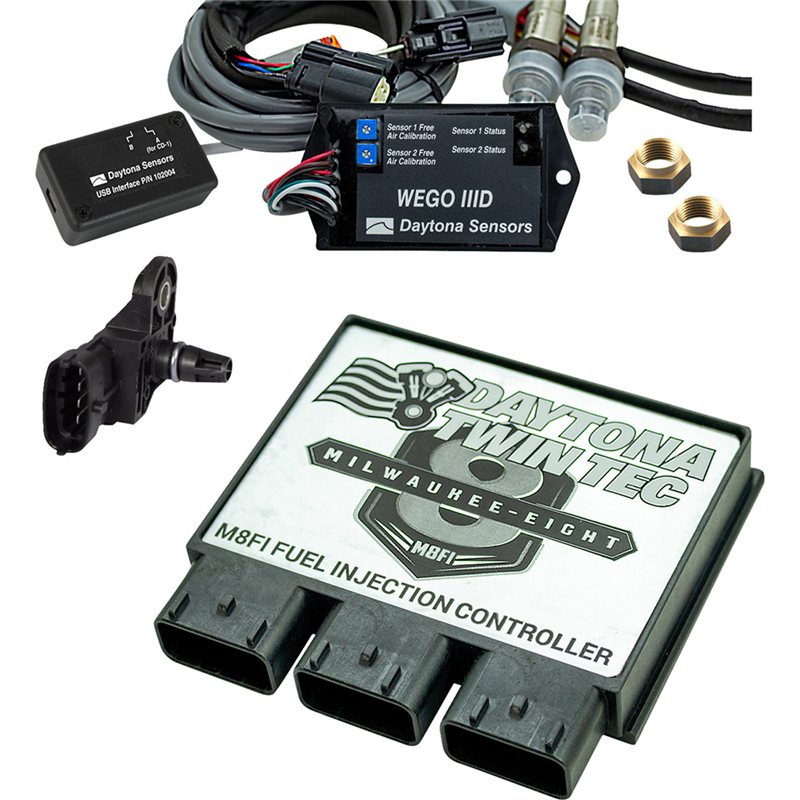 B A
(for CD-1)
Daytona Sensors
USB Interface P/N 102004
Sensor 1 Free
Air Calibration
Sensor 1 Status
Sensor 2 Free
Air Calibration
Sensor 2 Status
WEGO IIID
Daytona Sensors
DAYTONA
TWIN TEC
8
MILWAUKEE-EIGHT
M8FI
M8FI FUEL INJECTION CONTROLLER